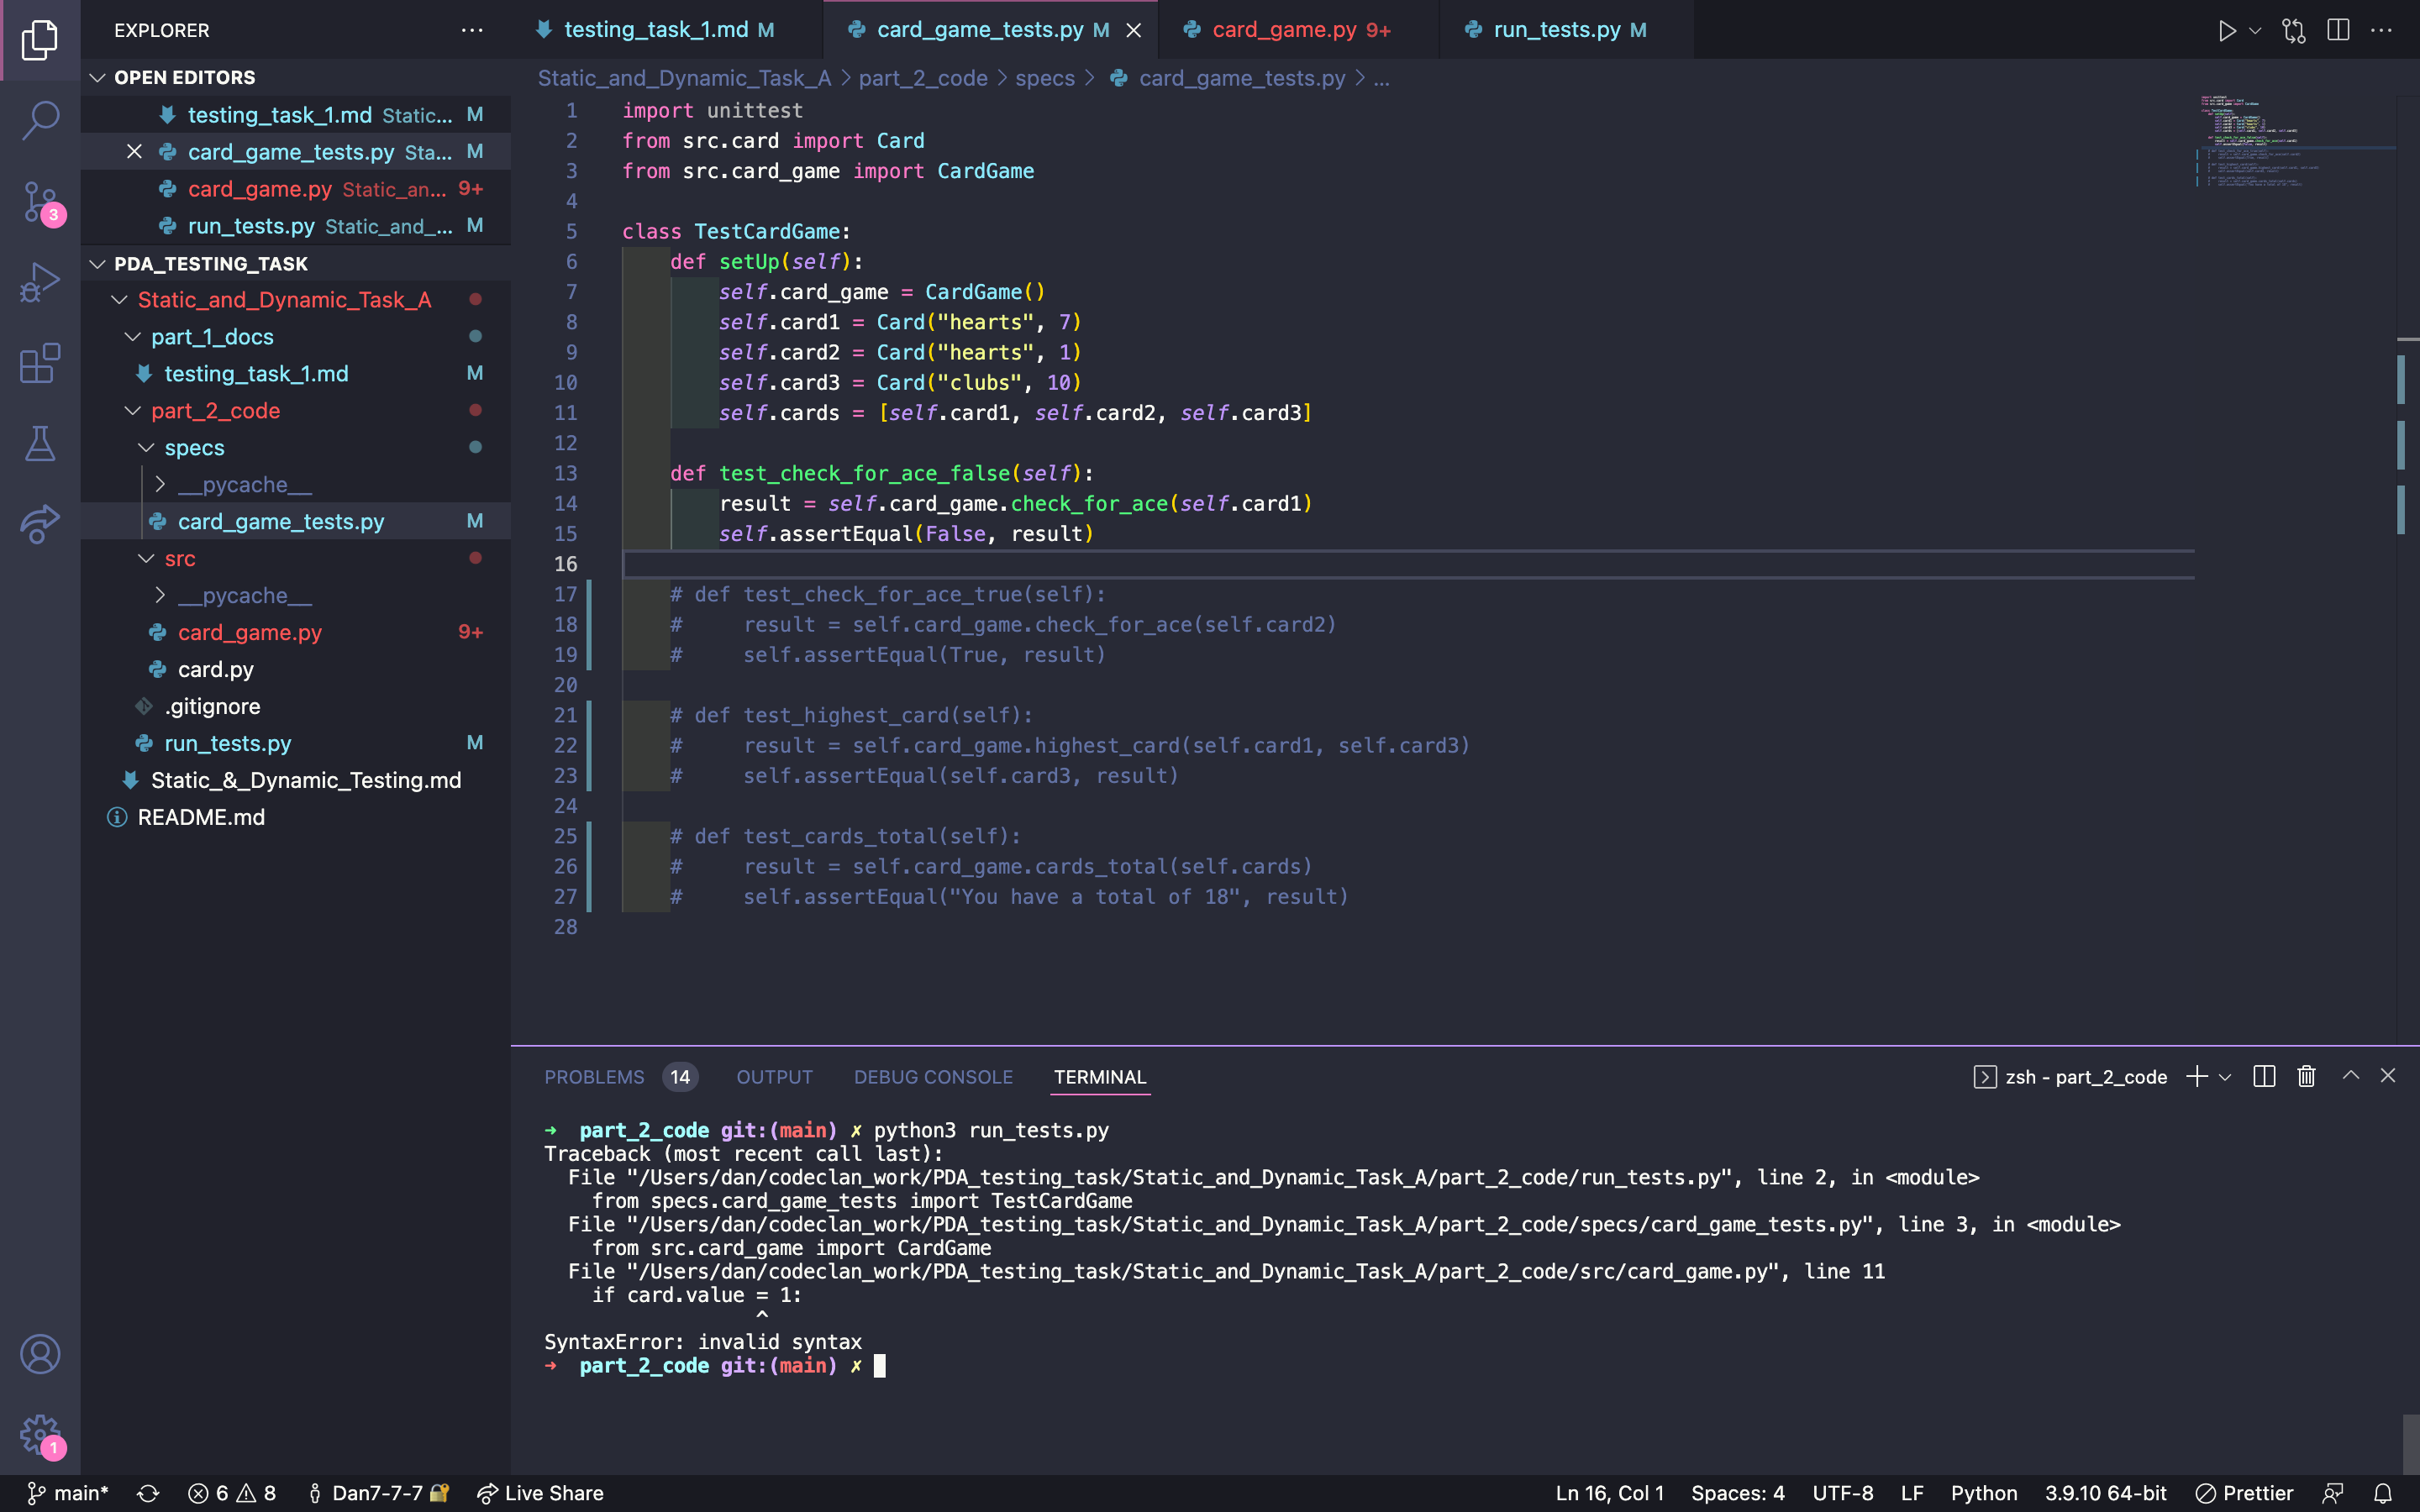 EXPLORER
OPEN EDITORS
testing_task_1.md Static... M
card_game_tests.py Sta... M
card_game.py Static_an... 9+
run_tests.py Static_and_... M
PDA_TESTING_TASK
Static_and_Dynamic_Task_A
part_1_docs
testing_task_1.md M
part_2_code
specs
__pycache__
card_game_tests.py M
src
__pycache__
card_game.py 9+
card.py
.gitignore
run_tests.py M
Static_&_Dynamic_Testing.md
README.md
3
1
testing_task_1.md M
card_game_tests.py M
card_game.py 9+
run_tests.py M
Static_and_Dynamic_Task_A > part_2_code > specs > card_game_tests.py > ...
1 import unittest
2 from src.card import Card
3 from src.card_game import CardGame
4
5 class TestCardGame:
6 def setUp(self):
7 self.card_game = CardGame()
8 self.card1 = Card("hearts", 7)
9 self.card2 = Card("hearts", 1)
10 self.card3 = Card("clubs", 10)
11 self.cards = [self.card1, self.card2, self.card3]
12
13 def test_check_for_ace_false(self):
14 result = self.card_game.check_for_ace(self.card1)
15 self.assertEqual(False, result)
16
17 # def test_check_for_ace_true(self):
18 # result = self.card_game.check_for_ace(self.card2)
19 # self.assertEqual(True, result)
20
21 # def test_highest_card(self):
22 # result = self.card_game.highest_card(self.card1, self.card3)
23 # self.assertEqual(self.card3, result)
24
25 # def test_cards_total(self):
26 # result = self.card_game.cards_total(self.cards)
27 # self.assertEqual("You have a total of 18", result)
28
PROBLEMS 14 OUTPUT DEBUG CONSOLE TERMINAL
zsh - part_2_code
➜ part_2_code git:(main) ✗ python3 run_tests.py
Traceback (most recent call last):
File "/Users/dan/codeclan_work/PDA_testing_task/Static_and_Dynamic_Task_A/part_2_code/run_tests.py", line 2, in <module>
from specs.card_game_tests import TestCardGame
File "/Users/dan/codeclan_work/PDA_testing_task/Static_and_Dynamic_Task_A/part_2_code/specs/card_game_tests.py", line 3, in <module>
from src.card_game import CardGame
File "/Users/dan/codeclan_work/PDA_testing_task/Static_and_Dynamic_Task_A/part_2_code/src/card_game.py", line 11
if card.value = 1:
^
SyntaxError: invalid syntax
➜ part_2_code git:(main) ✗
main* 6 8 Dan7-7-7 Live Share Ln 16, Col 1 Spaces: 4 UTF-8 LF Python 3.9.10 64-bit Prettier